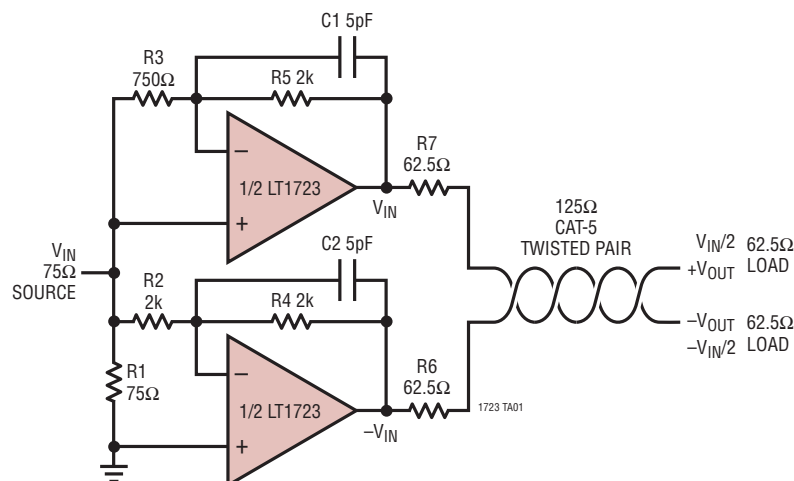 C1 5pF
R3
750Ω
R5 2k
R7
62.5Ω
−
1/2 LT1723
+
VIN
125Ω
CAT-5
TWISTED PAIR
VIN/2
62.5Ω
LOAD
+VOUT
VIN
75Ω
SOURCE
C2 5pF
R2
2k
R4 2k
−VOUT
62.5Ω
LOAD
−VIN/2
R1
75Ω
−
1/2 LT1723
+
−VIN
R6
62.5Ω
1723 TA01